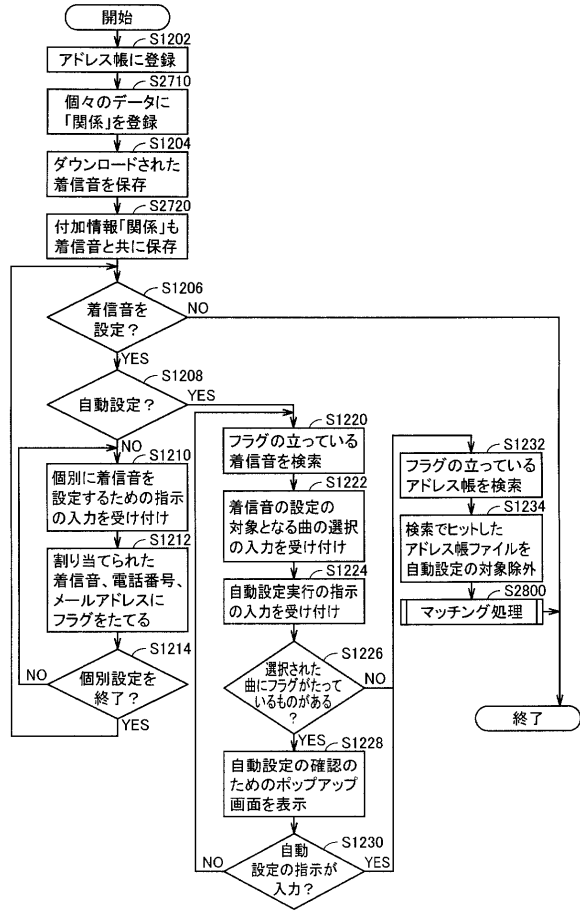 開始
S1202
アドレス帳に登録
S2710
個々のデータに
「関係」を登録
S1204
ダウンロードされた
着信音を保存
S2720
付加情報「関係」も
着信音と共に保存
S1206
着信音を
設定?
NO
YES
S1208
自動設定?
YES
NO
S1210
個別に着信音を
設定するための指示
の入力を受け付け
S1212
割り当てられた
着信音、電話番号、
メールアドレスに
フラグをたてる
S1214
個別設定を
終了?
NO
YES
S1220
フラグの立っている
着信音を検索
S1222
着信音の設定の
対象となる曲の選択
の入力を受け付け
S1224
自動設定実行の指示
の入力を受け付け
S1226
選択された
曲にフラグがたって
いるものがある
?
NO
YES
S1228
自動設定の確認の
ためのポップアップ
画面を表示
S1230
自動
設定の指示が
入力?
NO
YES
S1232
フラグの立っている
アドレス帳を検索
S1234
検索でヒットした
アドレス帳ファイルを
自動設定の対象除外
S2800
マッチング処理
終了